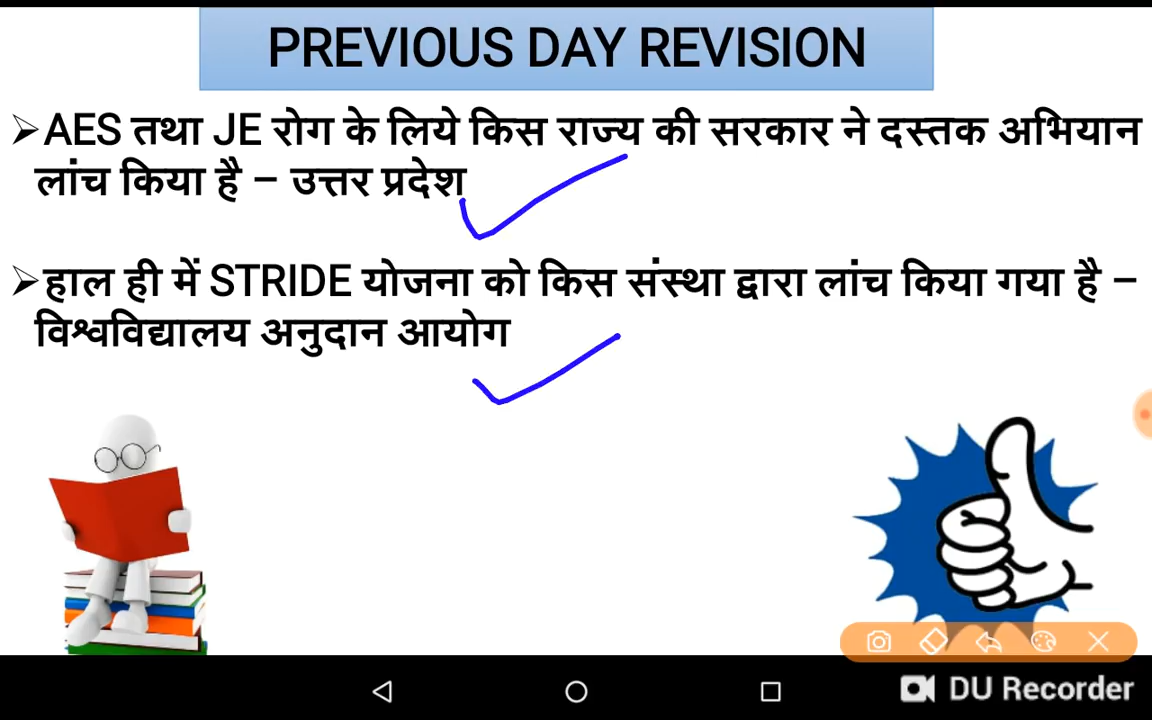 PREVIOUS DAY REVISION
➢AES तथा JE रोग के लिये किस राज्य की सरकार ने दस्तक अभियान
लांच किया है – उत्तर प्रदेश
➢हाल ही में STRIDE योजना को किस संस्था द्वारा लांच किया गया है –
विश्वविद्यालय अनुदान आयोग
DU Recorder